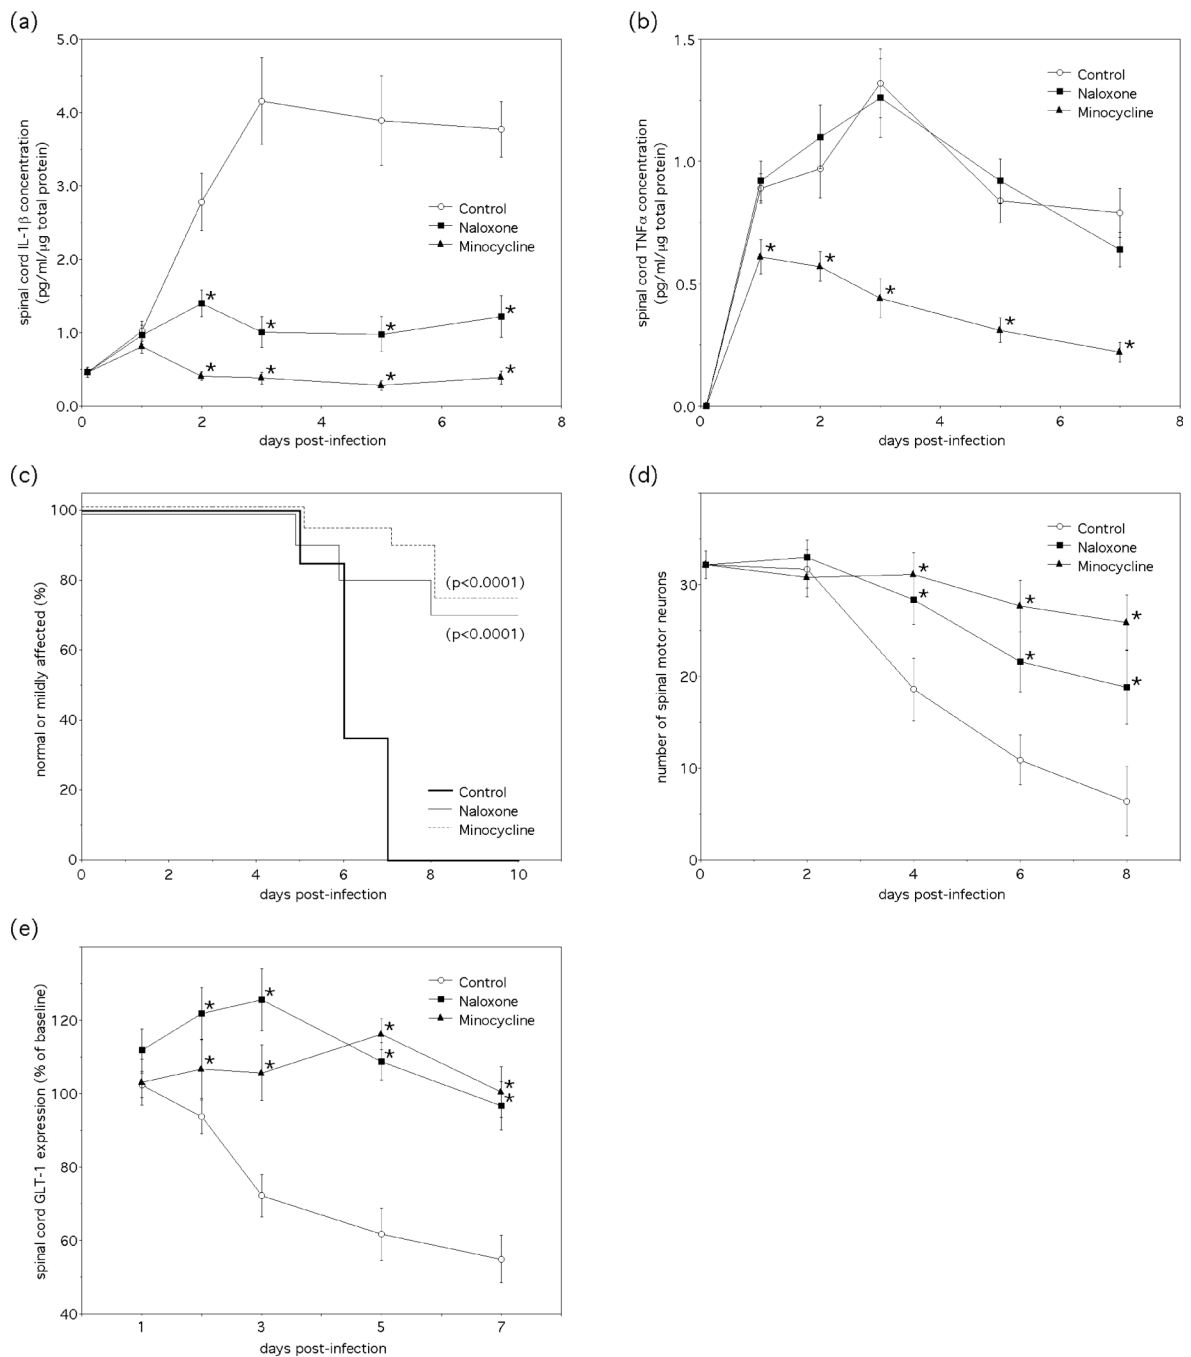 (a)
5.0
4.0
3.0
2.0
1.0
0.0
spinal cord IL-1β concentration
(pg/ml/µg total protein)
Control
Naloxone
Minocycline
*
*
*
*
*
*
*
*
0
2
4
6
8
days post-infection
(b)
1.5
1.0
0.5
0.0
spinal cord TNFα concentration
(pg/ml/µg total protein)
Control
Naloxone
Minocycline
*
*
*
*
*
0
2
4
6
8
days post-infection
(c)
100
80
60
40
20
0
normal or mildly affected (%)
(p<0.0001)
(p<0.0001)
Control
Naloxone
Minocycline
0
2
4
6
8
10
days post-infection
(d)
30
20
10
0
number of spinal motor neurons
Control
Naloxone
Minocycline
*
*
*
*
*
*
0
2
4
6
8
days post-infection
(e)
120
100
80
60
40
spinal cord GLT-1 expression (% of baseline)
Control
Naloxone
Minocycline
*
*
*
*
*
*
*
*
1
3
5
7
days post-infection